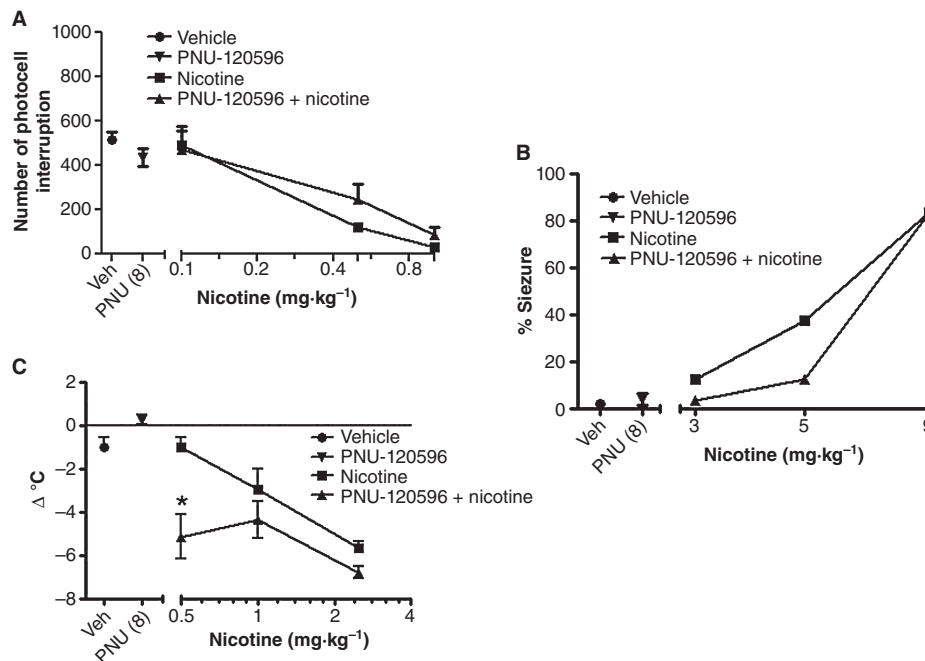 A
Number of photocell
interruption
1000
800
600
400
200
0
Vehicle
PNU-120596
Nicotine
PNU-120596 + nicotine
Veh
PNU (8)
0.1
0.2
0.4
0.8
Nicotine (mg·kg⁻¹)
B
% Siezure
100
80
60
40
20
0
Vehicle
PNU-120596
Nicotine
PNU-120596 + nicotine
Veh
PNU (8)
3
5
Nicotine (mg·kg⁻¹)
C
Δ °C
2
0
−2
−4
−6
−8
Vehicle
PNU-120596
Nicotine
PNU-120596 + nicotine
*
Veh
PNU (8)
0.5
1
2
4
Nicotine (mg·kg⁻¹)